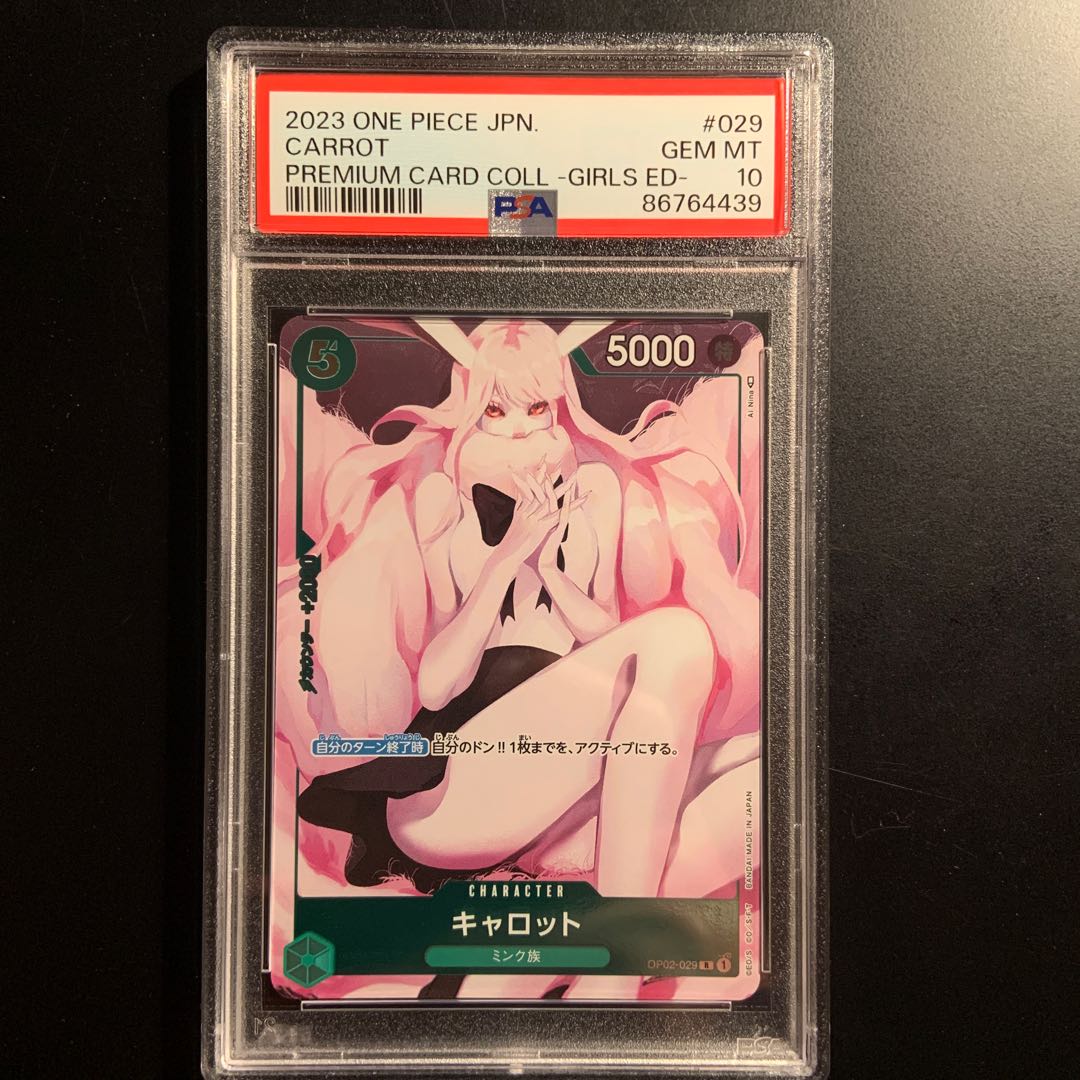 2023 ONE PIECE JPN. #029
CARROT GEM MT
PREMIUM CARD COLL -GIRLS ED- 10
PSA 86764439
5 5000 特
Ai Nina
カウンター +2000
自分のターン終了時 自分のドン!!1枚までを、アクティブにする。
CHARACTER
キャロット
ミンク族
OP02-029 R 1
©ED/S ©O/S・F・T BANDAI MADE IN JAPAN